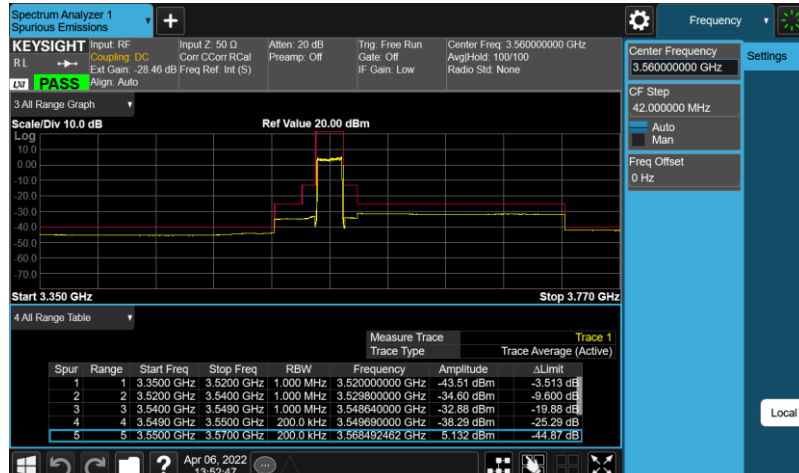 Spectrum Analyzer 1
Spurious Emissions
Frequency
KEYSIGHT Input: RF Input Z: 50 Ω Atten: 20 dB Trig: Free Run Center Freq: 3.560000000 GHz
RL Coupling: DC Corr CCorr RCal Preamp: Off Gate: Off Avg|Hold: 100/100
Ext Gain: -28.46 dB Freq Ref: Int (S) IF Gain: Low Radio Std: None
LXI PASS Align: Auto
Center Frequency
3.560000000 GHz
Settings
CF Step
42.000000 MHz
Auto
Man
Freq Offset
0 Hz
3 All Range Graph
Scale/Div 10.0 dB Ref Value 20.00 dBm
Log
10.0
0.00
-10.0
-20.0
-30.0
-40.0
-50.0
-60.0
-70.0
Start 3.350 GHz Stop 3.770 GHz
4 All Range Table
Measure Trace Trace 1
Trace Type Trace Average (Active)
Spur Range Start Freq Stop Freq RBW Frequency Amplitude ΔLimit
1 1 3.3500 GHz 3.5200 GHz 1.000 MHz 3.520000000 GHz -43.51 dBm -3.513 dB
2 2 3.5200 GHz 3.5400 GHz 1.000 MHz 3.529800000 GHz -34.60 dBm -9.600 dB
3 3 3.5400 GHz 3.5490 GHz 1.000 MHz 3.548640000 GHz -32.88 dBm -19.88 dB
4 4 3.5490 GHz 3.5500 GHz 200.0 kHz 3.549690000 GHz -38.29 dBm -25.29 dB
5 5 3.5500 GHz 3.5700 GHz 200.0 kHz 3.568492462 GHz 5.132 dBm -44.87 dB
Local
? Apr 06, 2022
13:52:47